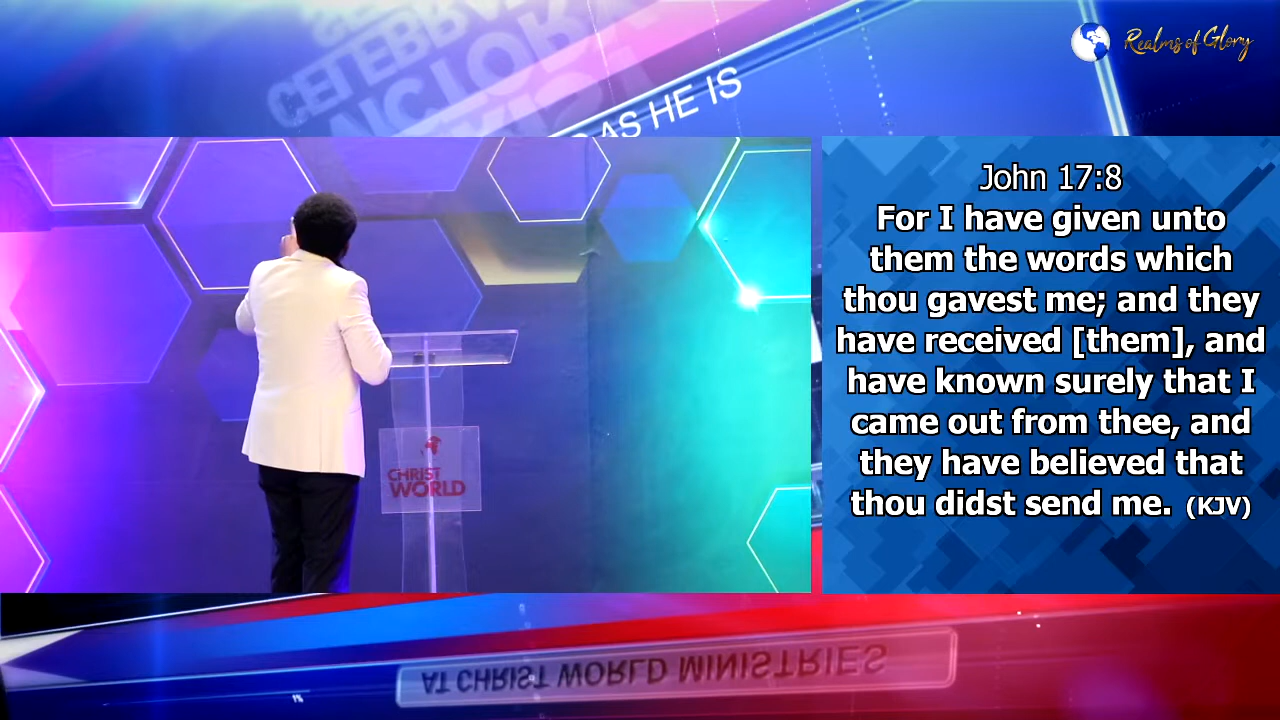 Realms of Glory
AS HE IS
John 17:8
For I have given unto
them the words which
thou gavest me; and they
have received [them], and
have known surely that I
came out from thee, and
they have believed that
thou didst send me. (KJV)
CHRIST
WORLD
AT CHRIST WORLD MINISTRIES